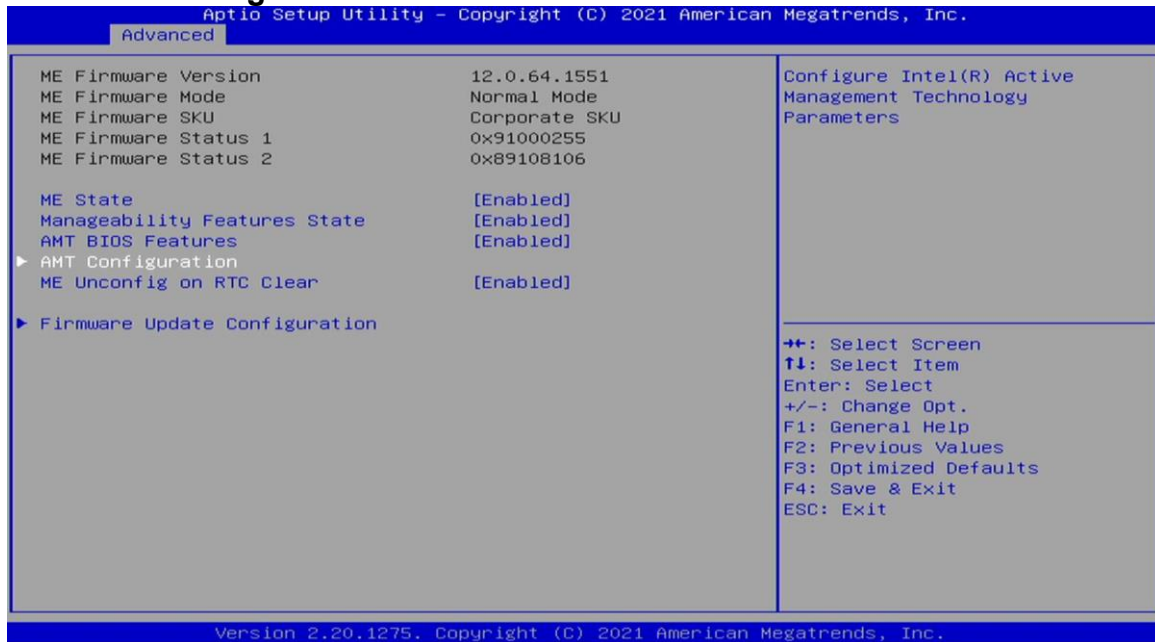 Aptio Setup Utility – Copyright (C) 2021 American Megatrends, Inc.
Advanced
ME Firmware Version 12.0.64.1551
ME Firmware Mode Normal Mode
ME Firmware SKU Corporate SKU
ME Firmware Status 1 0x91000255
ME Firmware Status 2 0x89108106
ME State [Enabled]
Manageability Features State [Enabled]
AMT BIOS Features [Enabled]
► AMT Configuration
ME Unconfig on RTC Clear [Enabled]
► Firmware Update Configuration
Configure Intel(R) Active
Management Technology
Parameters
→←: Select Screen
↑↓: Select Item
Enter: Select
+/-: Change Opt.
F1: General Help
F2: Previous Values
F3: Optimized Defaults
F4: Save & Exit
ESC: Exit
Version 2.20.1275. Copyright (C) 2021 American Megatrends, Inc.